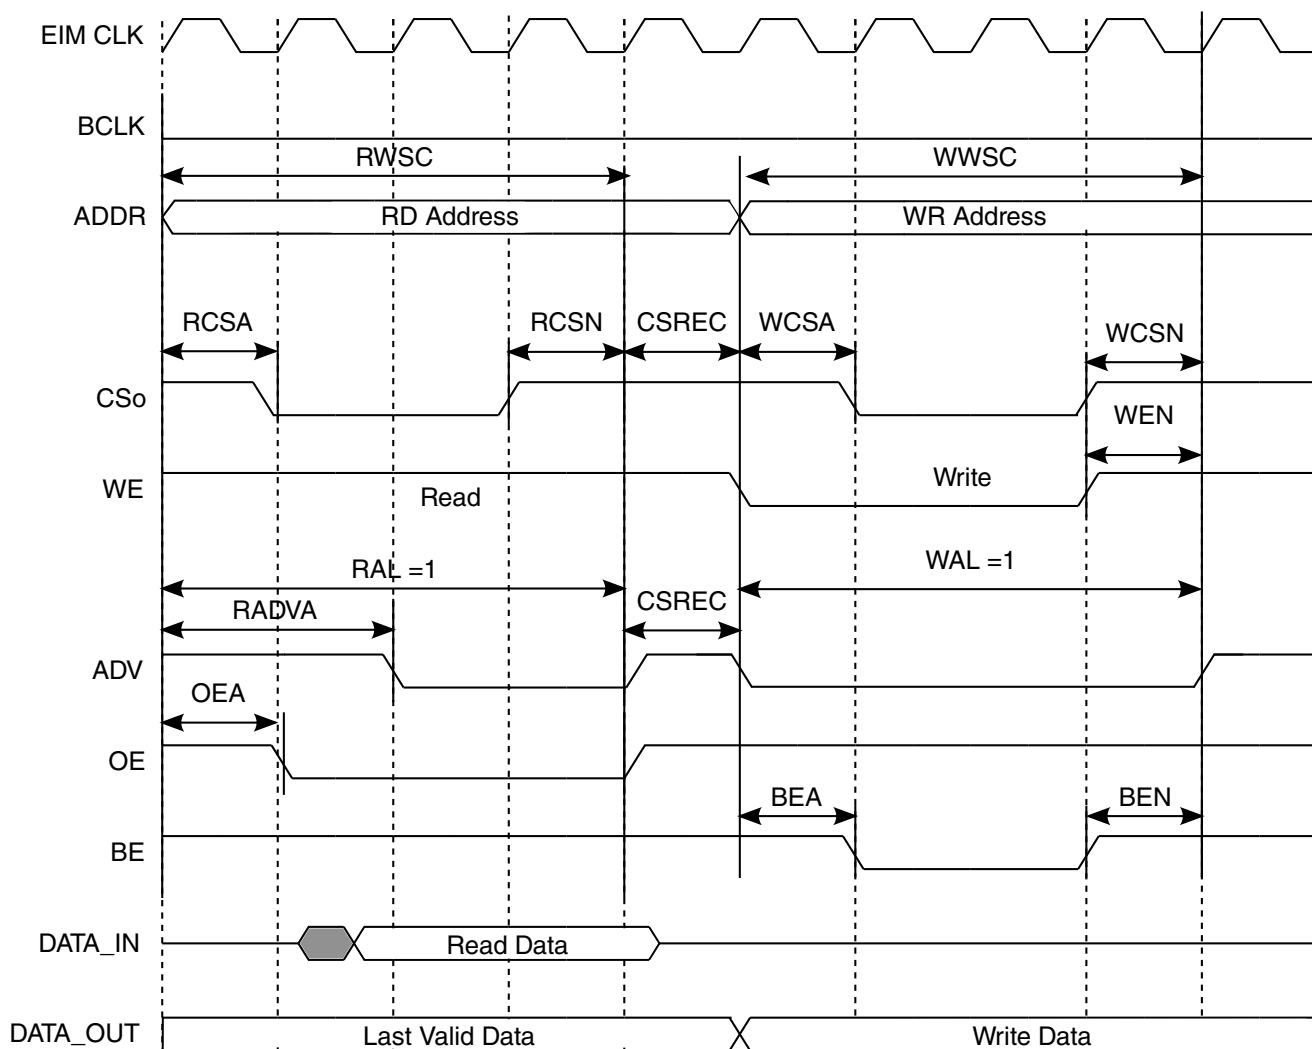 EIM CLK
BCLK
RWSC WWSC
ADDR RD Address WR Address
RCSA RCSN CSREC WCSA WCSN
CSo
WEN
WE Read Write
RAL =1 WAL =1
RADVA CSREC
ADV
OEA
OE
BEA BEN
BE
DATA_IN Read Data
DATA_OUT Last Valid Data Write Data